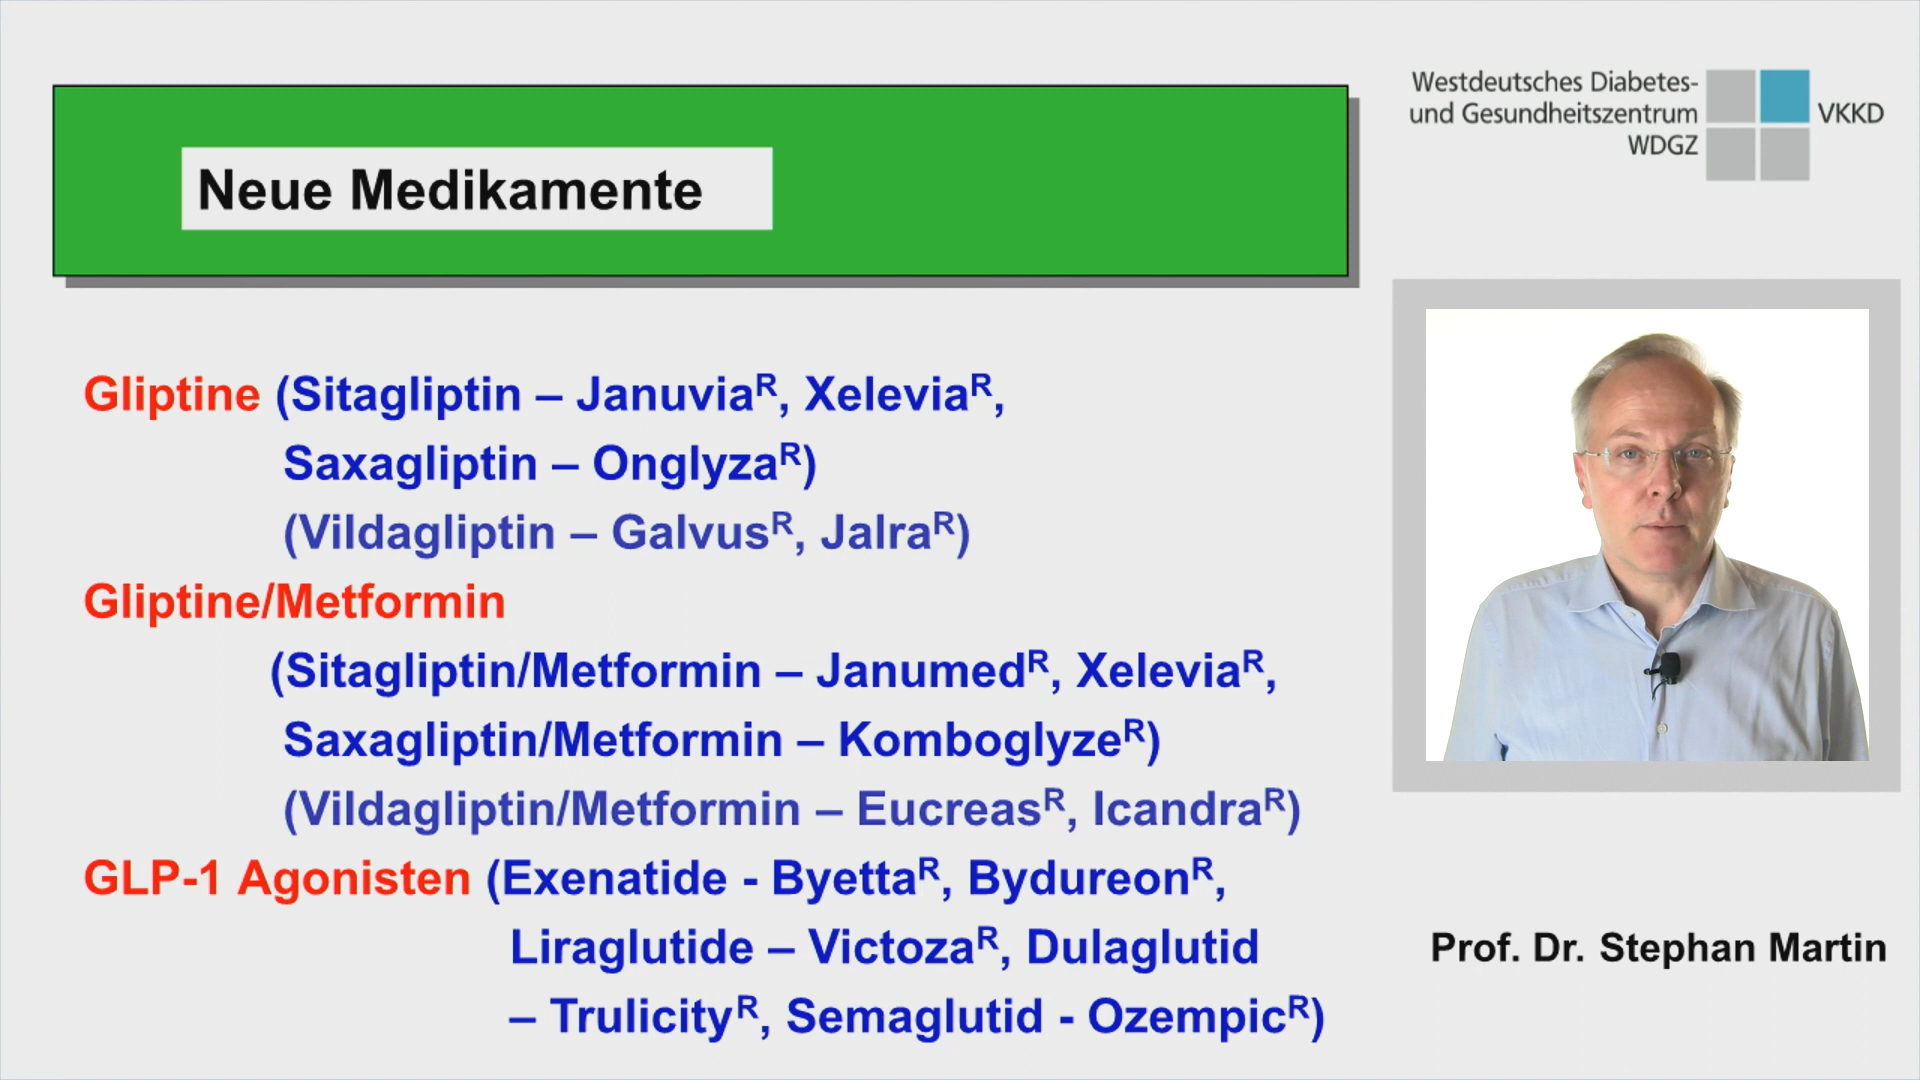 Westdeutsches Diabetes-
und Gesundheitszentrum
WDGZ
VKKD
Neue Medikamente
Gliptine (Sitagliptin – Januviaᴿ, Xeleviaᴿ,
Saxagliptin – Onglyzaᴿ)
(Vildagliptin – Galvusᴿ, Jalraᴿ)
Gliptine/Metformin
(Sitagliptin/Metformin – Janumedᴿ, Xeleviaᴿ,
Saxagliptin/Metformin – Komboglyzeᴿ)
(Vildagliptin/Metformin – Eucreasᴿ, Icandraᴿ)
GLP-1 Agonisten (Exenatide - Byettaᴿ, Bydureonᴿ,
Liraglutide – Victozaᴿ, Dulaglutid
– Trulicityᴿ, Semaglutid - Ozempicᴿ)
Prof. Dr. Stephan Martin